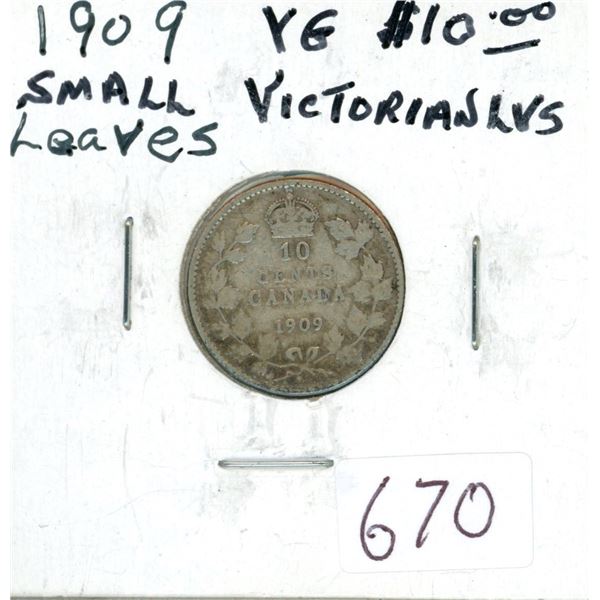 1909 VG $10.00
SMALL VICTORIAN LVS
Leaves
10
CENTS
CANADA
1909
670